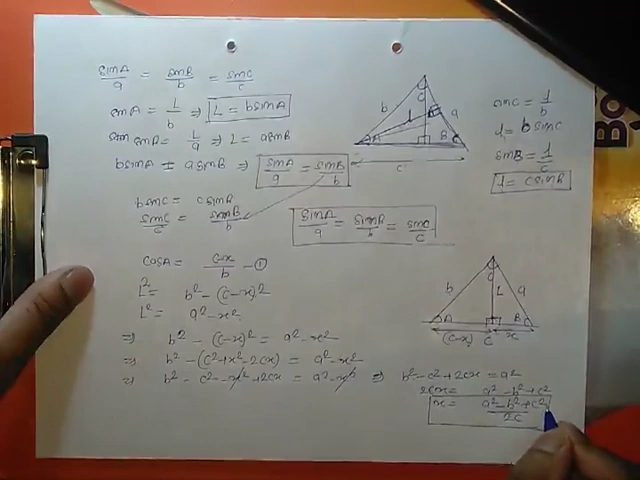 sinA/a = sinB/b = sinC/c
sinA = L/b ⇒ L = bsinA
sin sinB = L/a ⇒ L = asinB
bsinA = asinB ⇒ sinA/a = sinB/b
bsinC = csinB
sinC/c = sinB/b
sinA/a = sinB/b = sinC/c
b C a
l
A B
c
sinC = l/b
l = bsinC
sinB = l/c
l = csinB
cosA = c-x/b - ①
L² = b² - (c-x)²
L² = a² - x²
⇒ b² - (c-x)² = a² - x²
⇒ b² - (c²+x²-2cx) = a² - x²
⇒ b² - c² - x² + 2cx = a² - x² ⇒ b² - c² + 2cx = a²
2cx = a² - b² + c²
x = a² - b² + c²/2c
C
b L a
A B
(c-x) c x